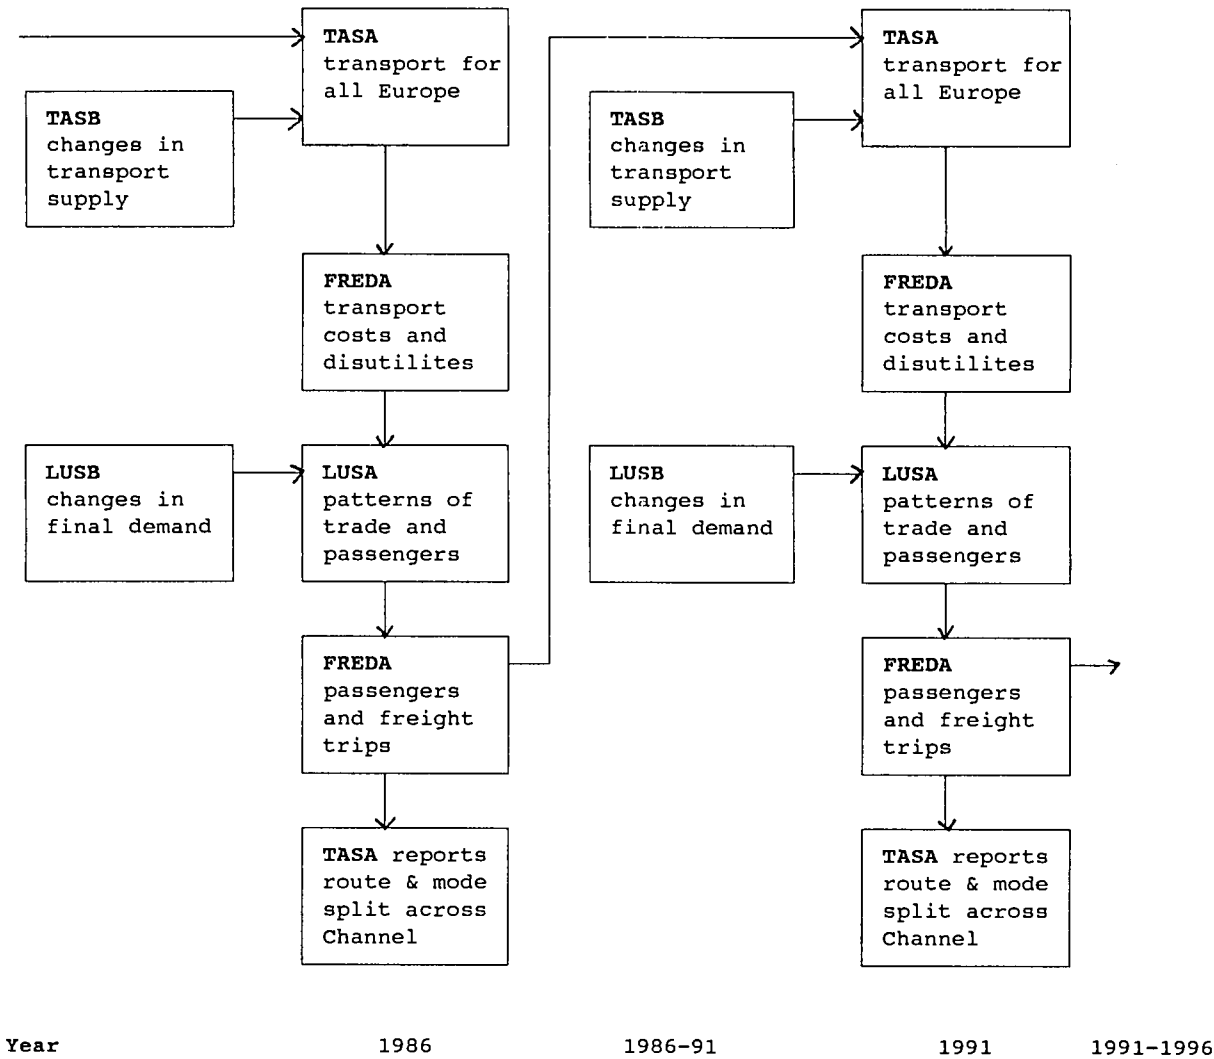 TASA
transport for
all Europe
TASB
changes in
transport
supply
FREDA
transport
costs and
disutilites
LUSB
changes in
final demand
LUSA
patterns of
trade and
passengers
FREDA
passengers
and freight
trips
TASA reports
route & mode
split across
Channel
TASA
transport for
all Europe
TASB
changes in
transport
supply
FREDA
transport
costs and
disutilites
LUSB
changes in
final demand
LUSA
patterns of
trade and
passengers
FREDA
passengers
and freight
trips
TASA reports
route & mode
split across
Channel
Year 1986 1986-91 1991 1991-1996